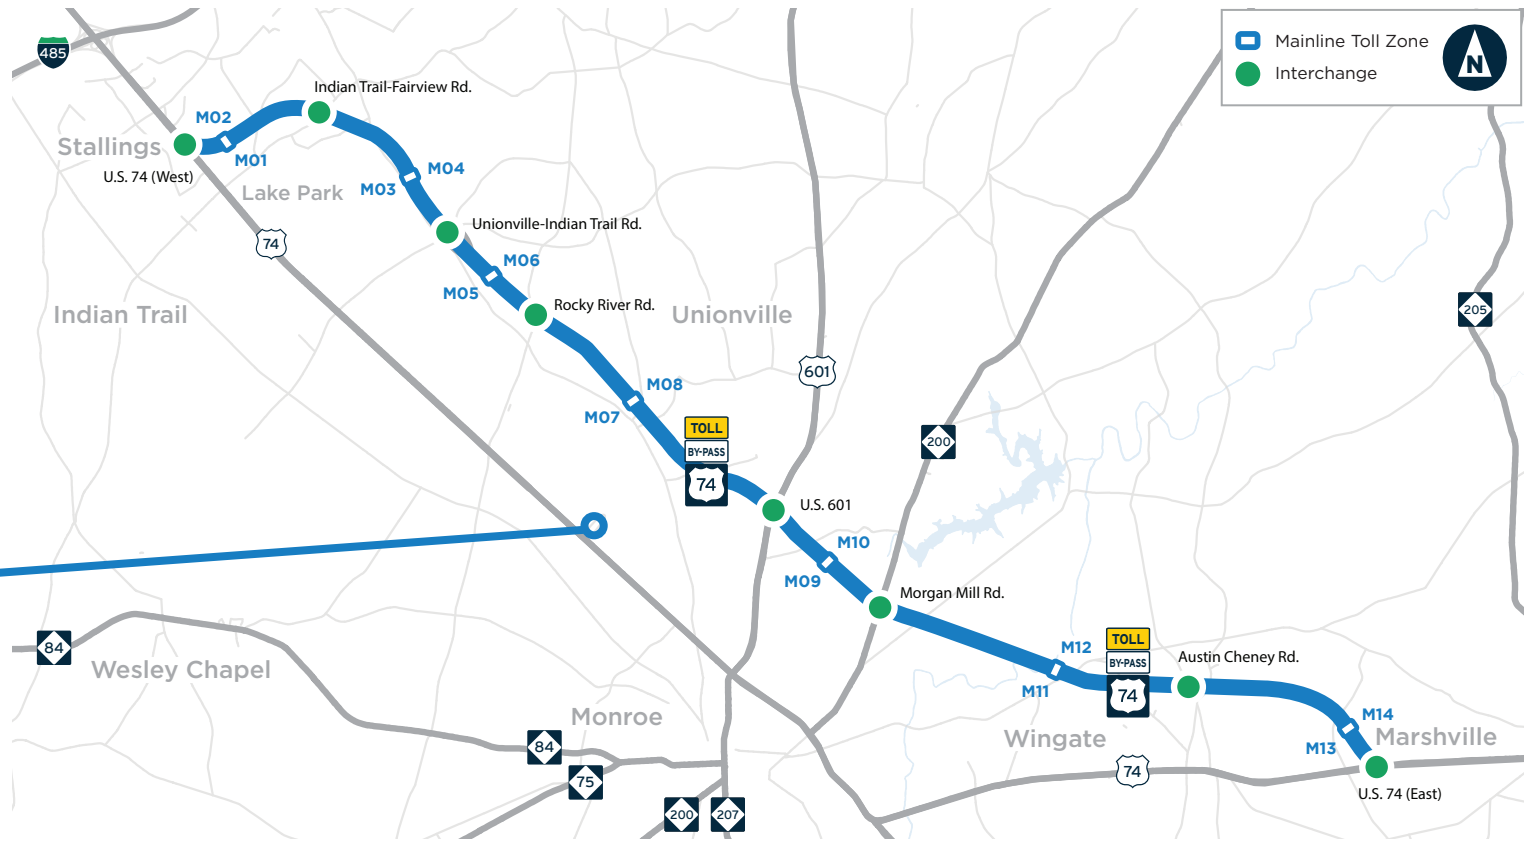 Mainline Toll Zone
Interchange
N
485
Indian Trail-Fairview Rd.
M02
Stallings
M01
U.S. 74 (West)
Lake Park
M04
M03
74
Unionville-Indian Trail Rd.
M06
M05
Indian Trail
Rocky River Rd.
Unionville
205
601
M08
M07
TOLL
BY-PASS
74
200
U.S. 601
M10
M09
Morgan Mill Rd.
84
Wesley Chapel
M12
M11
TOLL
BY-PASS
74
Austin Cheney Rd.
Monroe
84
75
Wingate
M14
M13
Marshville
74
U.S. 74 (East)
200
207